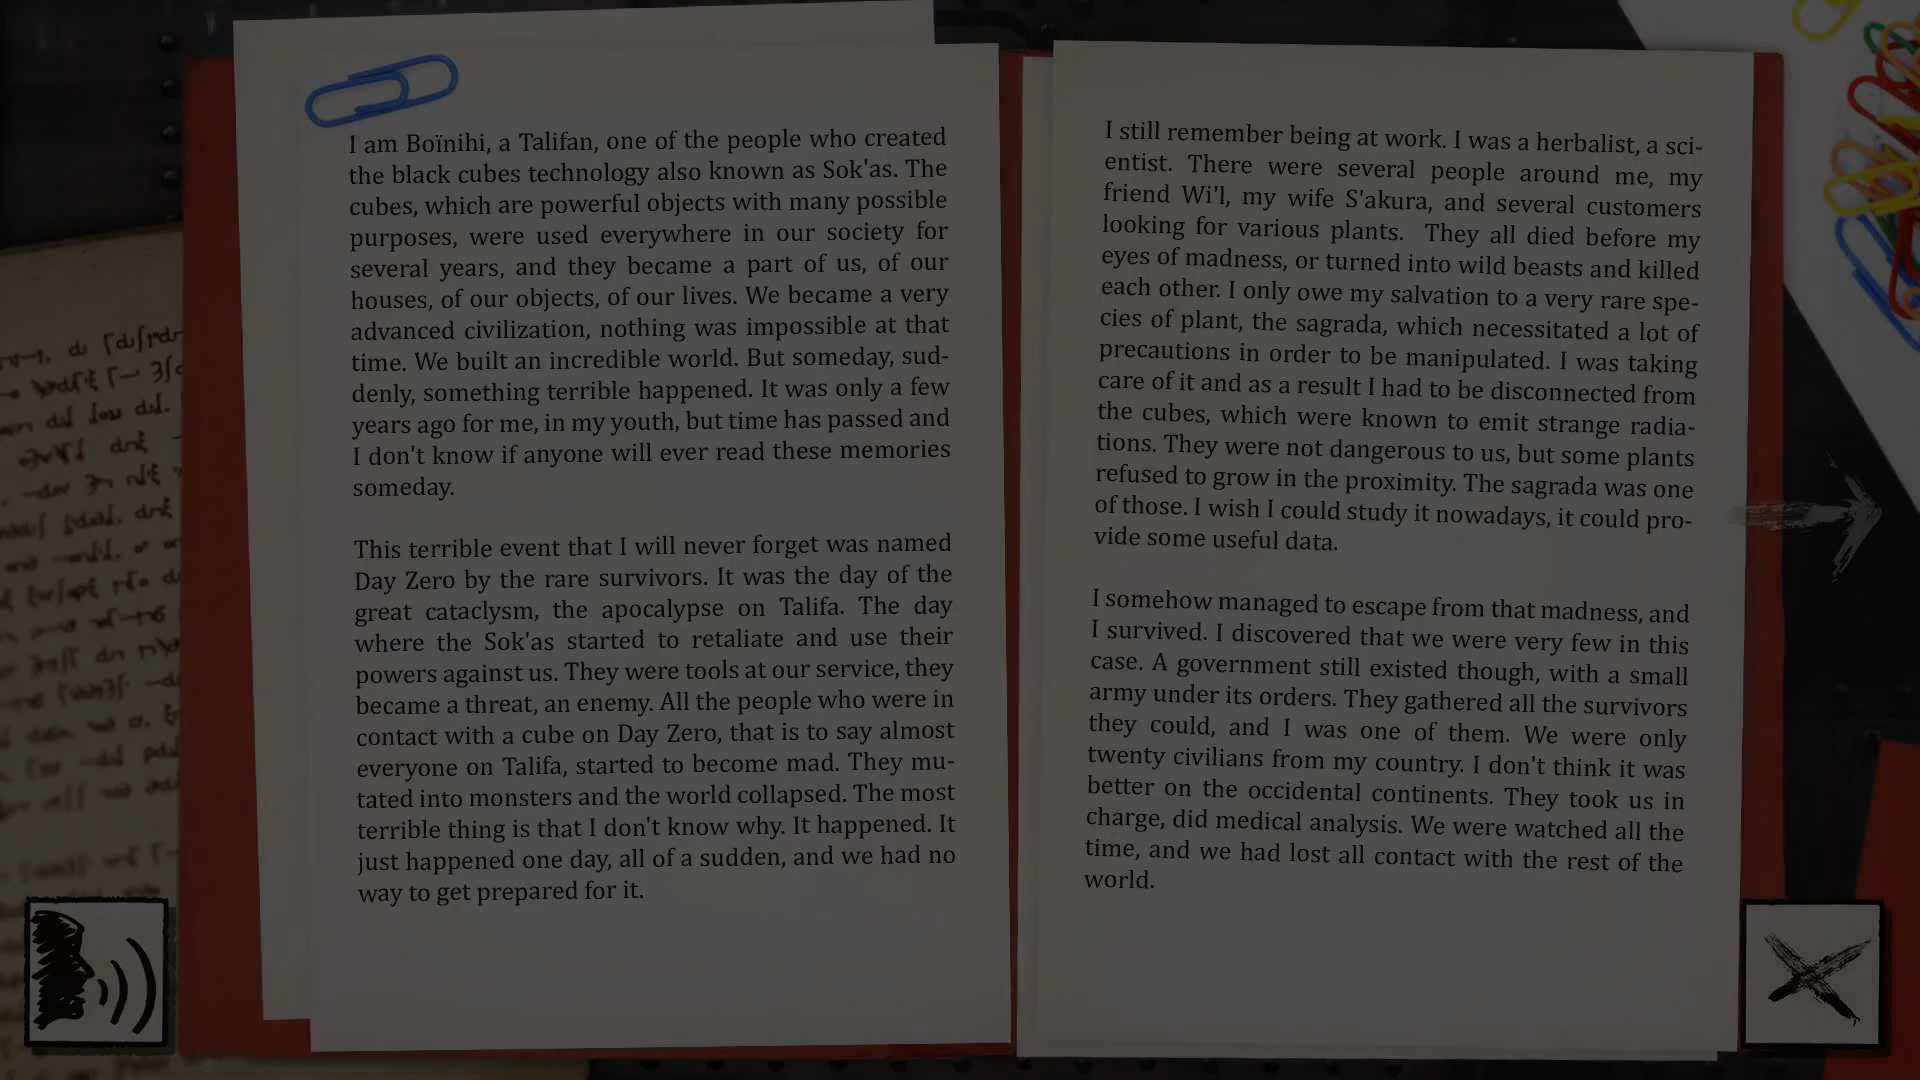 I am Boïnihi, a Talifan, one of the people who created
the black cubes technology also known as Sok'as. The
cubes, which are powerful objects with many possible
purposes, were used everywhere in our society for
several years, and they became a part of us, of our
houses, of our objects, of our lives. We became a very
advanced civilization, nothing was impossible at that
time. We built an incredible world. But someday, sud-
denly, something terrible happened. It was only a few
years ago for me, in my youth, but time has passed and
I don't know if anyone will ever read these memories
someday.
This terrible event that I will never forget was named
Day Zero by the rare survivors. It was the day of the
great cataclysm, the apocalypse on Talifa. The day
where the Sok'as started to retaliate and use their
powers against us. They were tools at our service, they
became a threat, an enemy. All the people who were in
contact with a cube on Day Zero, that is to say almost
everyone on Talifa, started to become mad. They mu-
tated into monsters and the world collapsed. The most
terrible thing is that I don't know why. It happened. It
just happened one day, all of a sudden, and we had no
way to get prepared for it.
I still remember being at work. I was a herbalist, a sci-
entist. There were several people around me, my
friend Wi'l, my wife S'akura, and several customers
looking for various plants. They all died before my
eyes of madness, or turned into wild beasts and killed
each other. I only owe my salvation to a very rare spe-
cies of plant, the sagrada, which necessitated a lot of
precautions in order to be manipulated. I was taking
care of it and as a result I had to be disconnected from
the cubes, which were known to emit strange radia-
tions. They were not dangerous to us, but some plants
refused to grow in the proximity. The sagrada was one
of those. I wish I could study it nowadays, it could pro-
vide some useful data.
I somehow managed to escape from that madness, and
I survived. I discovered that we were very few in this
case. A government still existed though, with a small
army under its orders. They gathered all the survivors
they could, and I was one of them. We were only
twenty civilians from my country. I don't think it was
better on the occidental continents. They took us in
charge, did medical analysis. We were watched all the
time, and we had lost all contact with the rest of the
world.